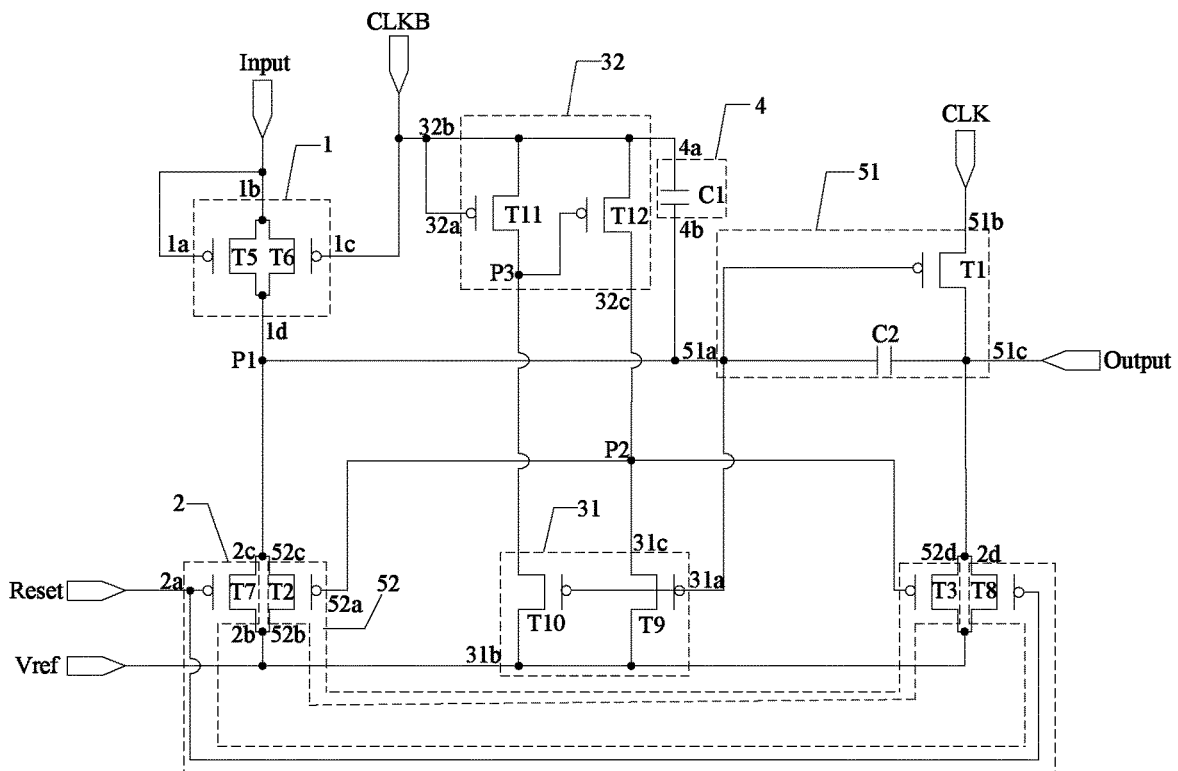 CLKB
Input
32
4
CLK
1
32b
4a
51
1b
C1
T11
T12
32a
4b
51b
1a
T5
T6
1c
T1
P3
32c
1d
C2
P1
51a
51c
Output
P2
2
31
2c
52c
31c
52d
2d
Reset
2a
T7
T2
52a
52
31a
T3
T8
T10
T9
2b
52b
Vref
31b